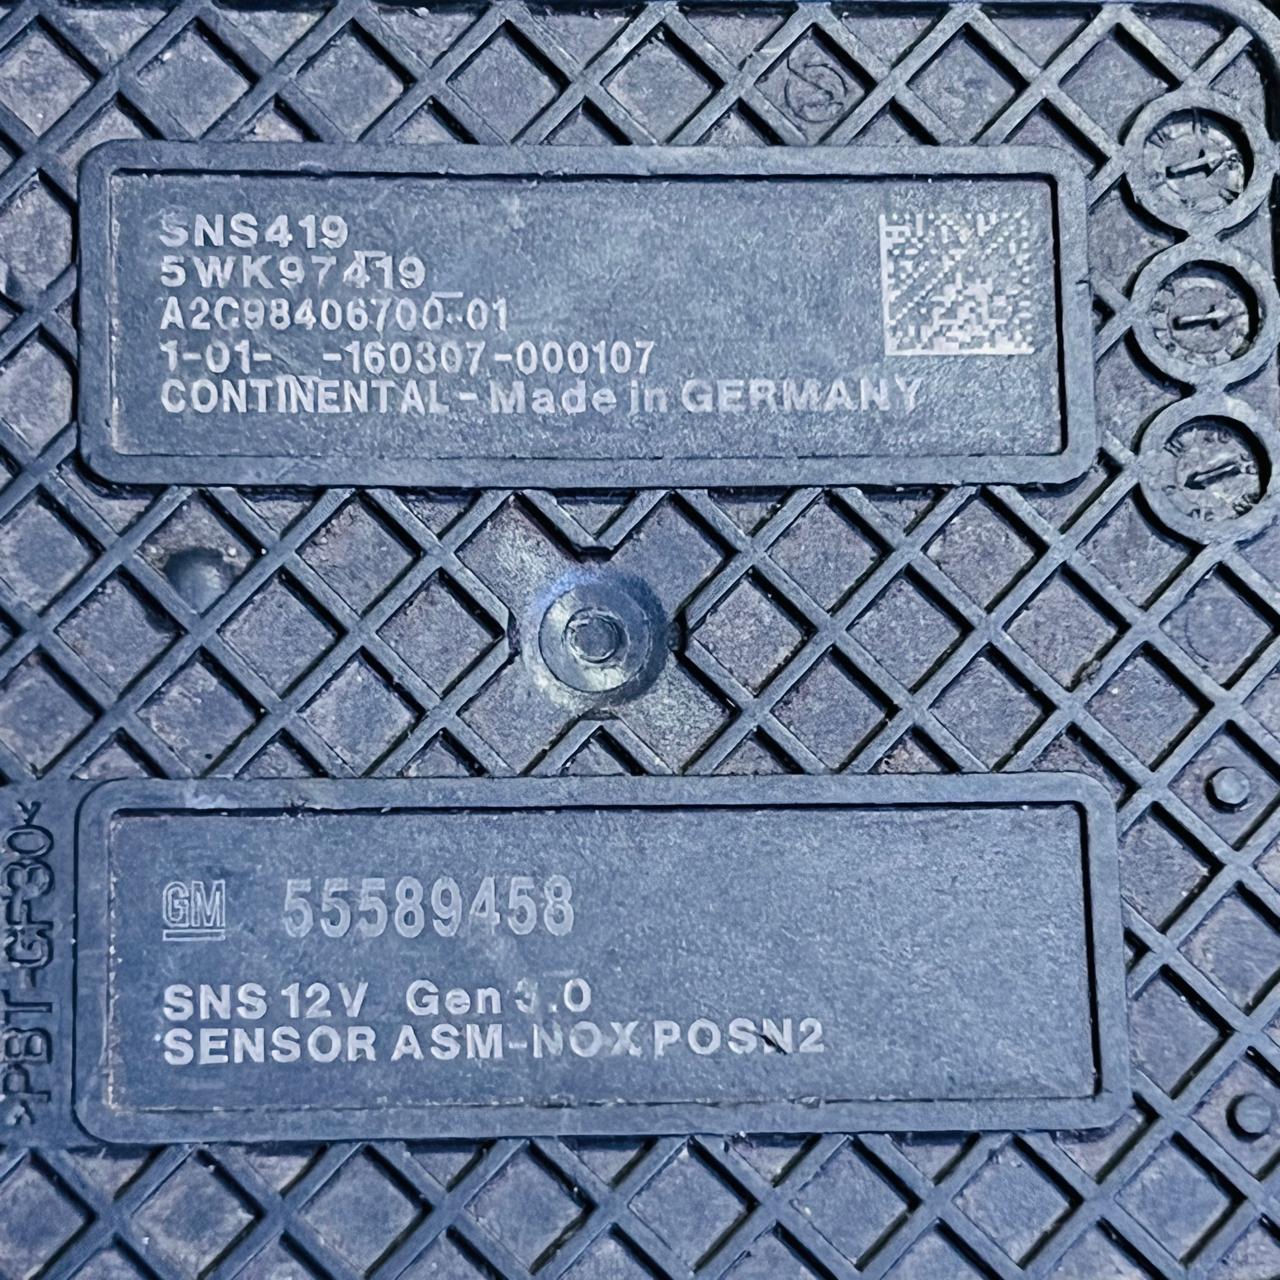 SNS419
5WK97419
A2C98406700-01
1-01- -160307-000107
CONTINENTAL - Made in GERMANY
>PBT-GF30<
GM 55589458
SNS 12V Gen .0
SENSOR ASM-NOX POSN2